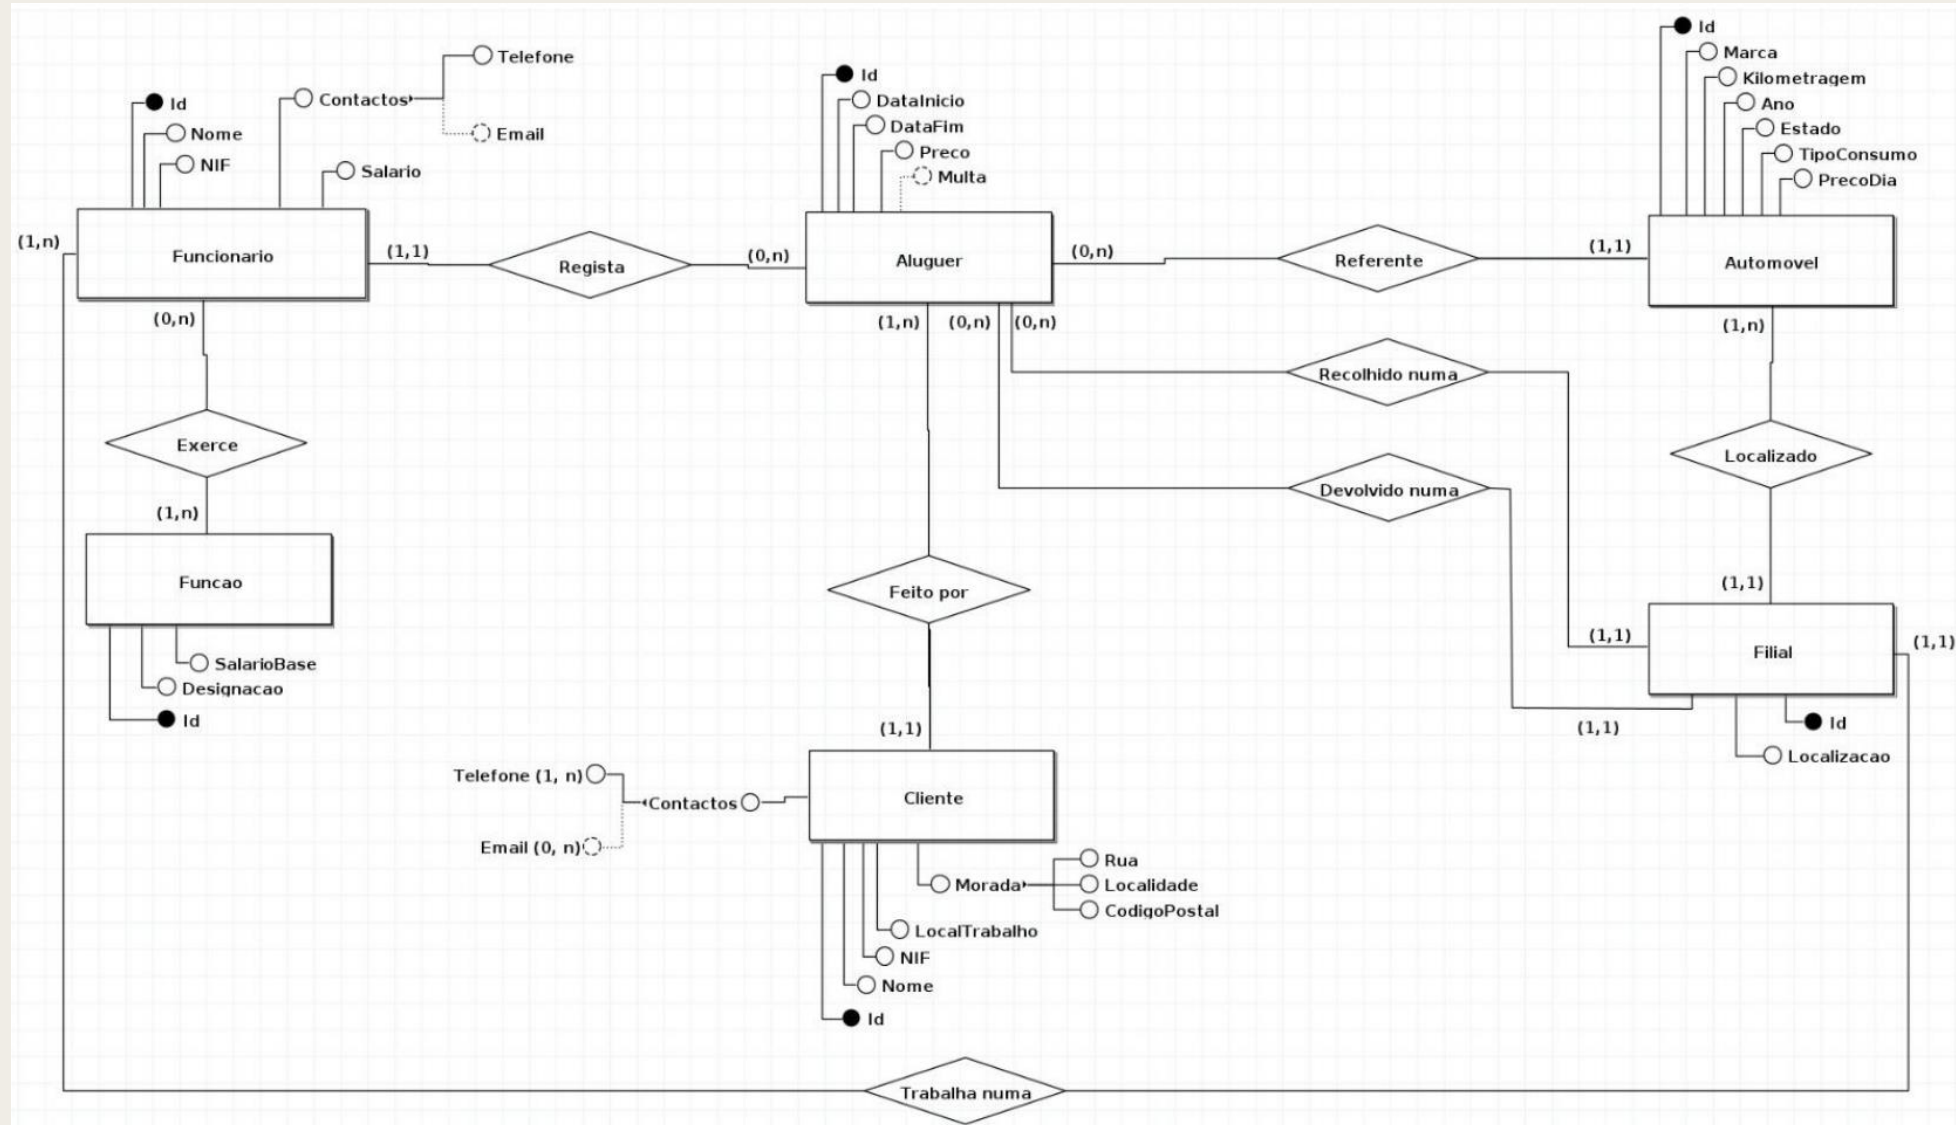 Id
Nome
NIF
Contactos
Telefone
Email
Salario
(1,n)
Funcionario
(1,1)
Regista
(0,n)
Id
DataInicio
DataFim
Preco
Multa
Aluguer
(0,n)
Referente
(1,1)
Id
Marca
Kilometragem
Ano
Estado
TipoConsumo
PrecoDia
Automovel
(0,n)
Exerce
(1,n)
Funcao
SalarioBase
Designacao
Id
(1,n)
(0,n)
(0,n)
Recolhido numa
Devolvido numa
(1,n)
Localizado
(1,1)
(1,1)
Filial
(1,1)
(1,1)
Id
Localizacao
Feito por
(1,1)
Telefone (1, n)
Contactos
Email (0, n)
Cliente
Morada
Rua
Localidade
CodigoPostal
LocalTrabalho
NIF
Nome
Id
Trabalha numa